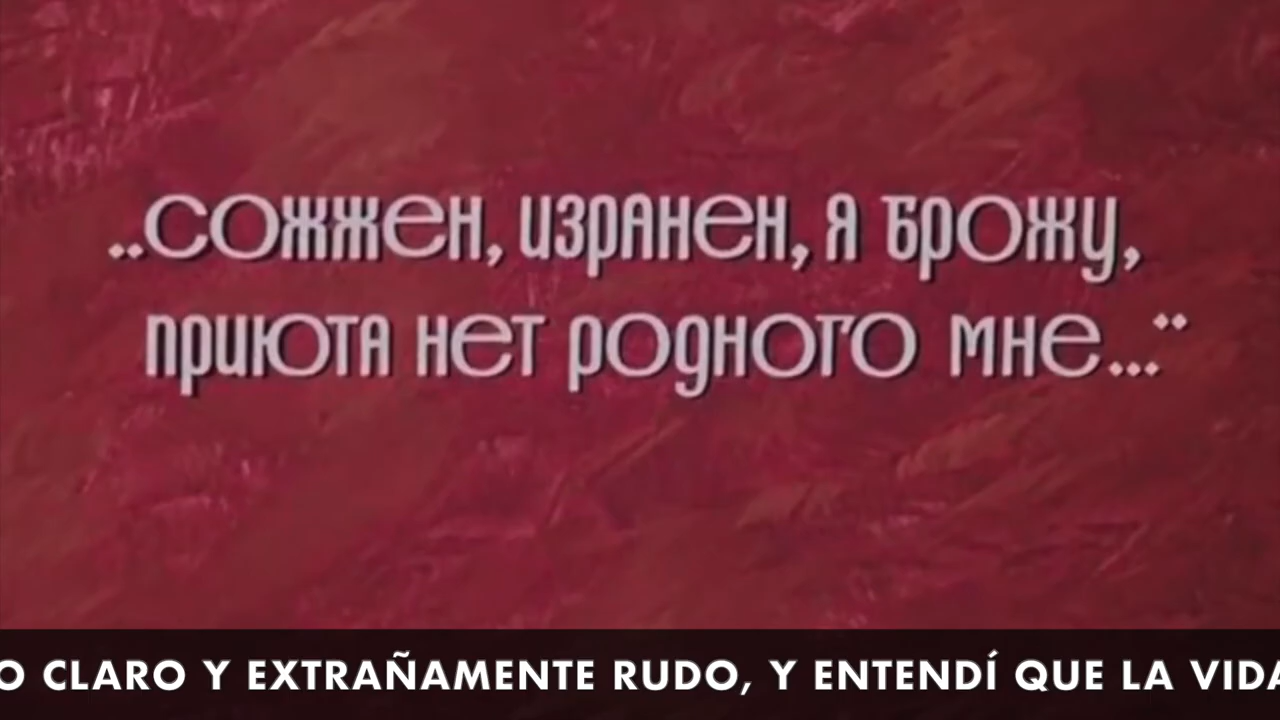 „СОЖЖЕН, ИЗРАНЕН, Я БРОЖУ,
ПРИЮТА НЕТ РОДНОГО МНЕ...“
O CLARO Y EXTRAÑAMENTE RUDO, Y ENTENDÍ QUE LA VIDA